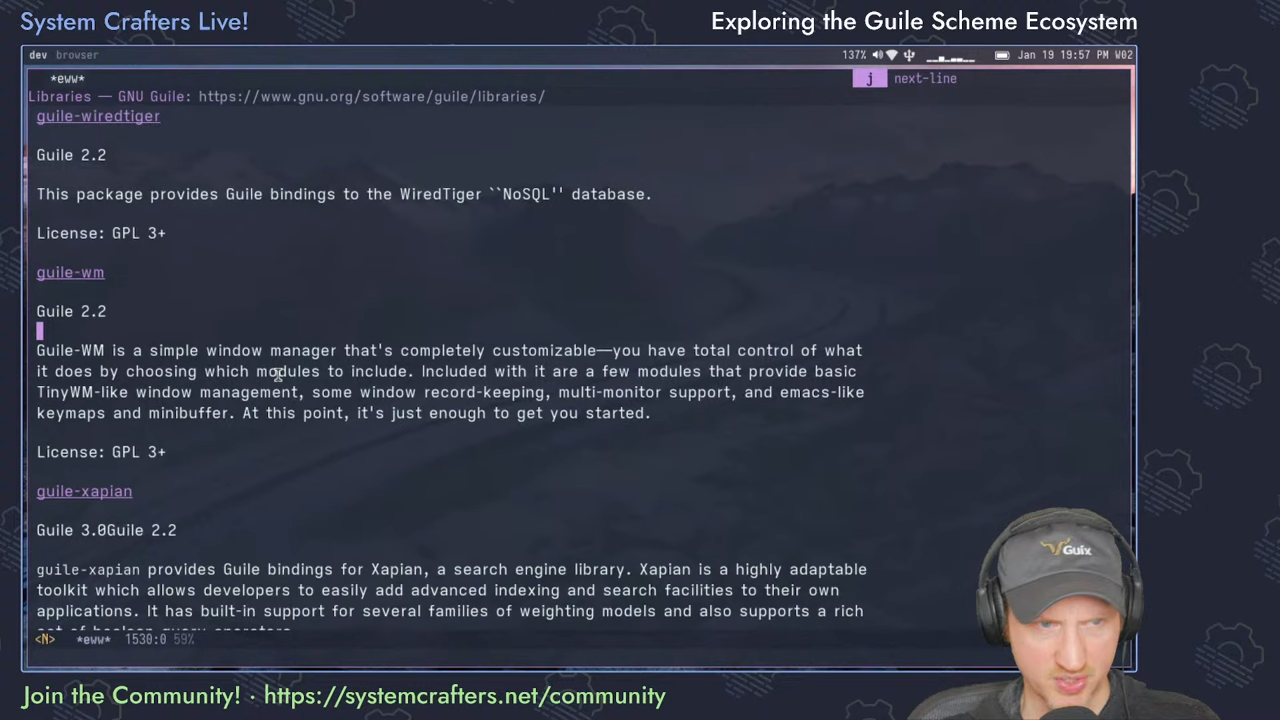 System Crafters Live!
Exploring the Guile Scheme Ecosystem
dev browser
137% Jan 19 19:57 PM W02
*eww*
j next-line
Libraries — GNU Guile: https://www.gnu.org/software/guile/libraries/
guile-wiredtiger
Guile 2.2
This package provides Guile bindings to the WiredTiger ``NoSQL'' database.
License: GPL 3+
guile-wm
Guile 2.2
Guile-WM is a simple window manager that's completely customizable—you have total control of what
it does by choosing which modules to include. Included with it are a few modules that provide basic
TinyWM-like window management, some window record-keeping, multi-monitor support, and emacs-like
keymaps and minibuffer. At this point, it's just enough to get you started.
License: GPL 3+
guile-xapian
Guile 3.0Guile 2.2
guile-xapian provides Guile bindings for Xapian, a search engine library. Xapian is a highly adaptable
toolkit which allows developers to easily add advanced indexing and search facilities to their own
applications. It has built-in support for several families of weighting models and also supports a rich
set of boolean query operators.
<N> *eww* 1530:0 59%
Guix
Join the Community! · https://systemcrafters.net/community